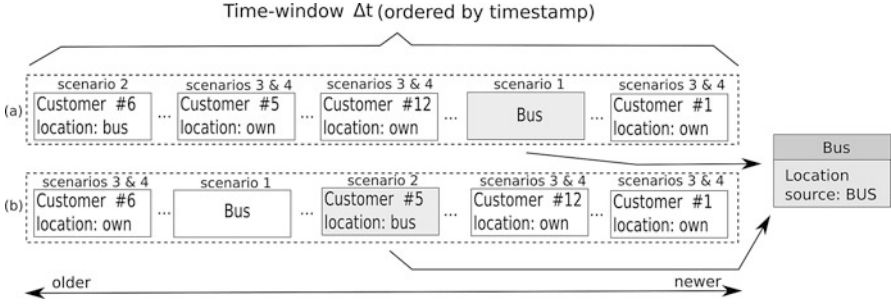 Time-window Δt (ordered by timestamp)
scenario 2 scenarios 3 & 4 scenarios 3 & 4 scenario 1 scenarios 3 & 4
(a) Customer #6 ... Customer #5 ... Customer #12 ... Bus ... Customer #1
location: bus location: own location: own location: own
Bus
Location
source: BUS
scenarios 3 & 4 scenario 1 scenario 2 scenarios 3 & 4 scenarios 3 & 4
(b) Customer #6 ... Bus ... Customer #5 ... Customer #12 ... Customer #1
location: own location: bus location: own location: own
older newer